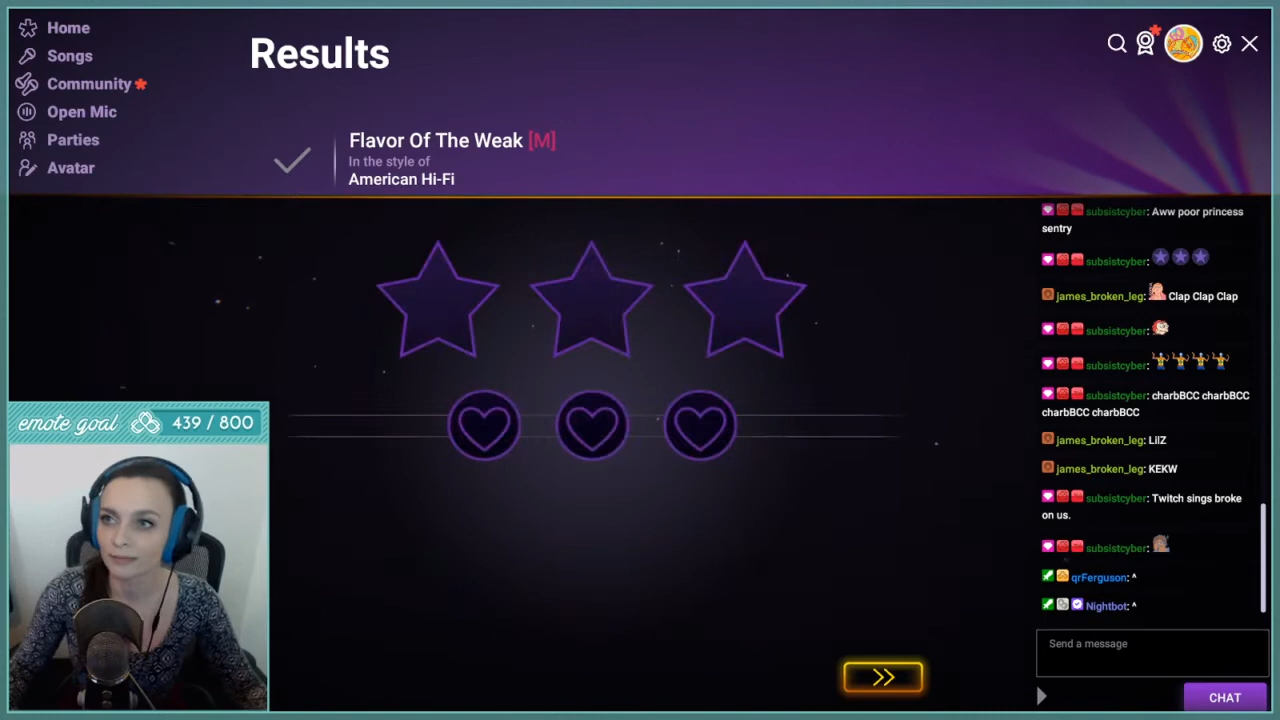 Home
Songs
Community
Open Mic
Parties
Avatar
Results
Flavor Of The Weak [M]
In the style of
American Hi-Fi
subsistcyber: Aww poor princess
sentry
subsistcyber:
james_broken_leg: Clap Clap Clap
subsistcyber:
subsistcyber:
subsistcyber: charbBCC charbBCC
charbBCC charbBCC
james_broken_leg: LilZ
james_broken_leg: KEKW
subsistcyber: Twitch sings broke
on us.
subsistcyber:
qrFerguson: ^
Nightbot: ^
Send a message
CHAT
emote goal 439 / 800